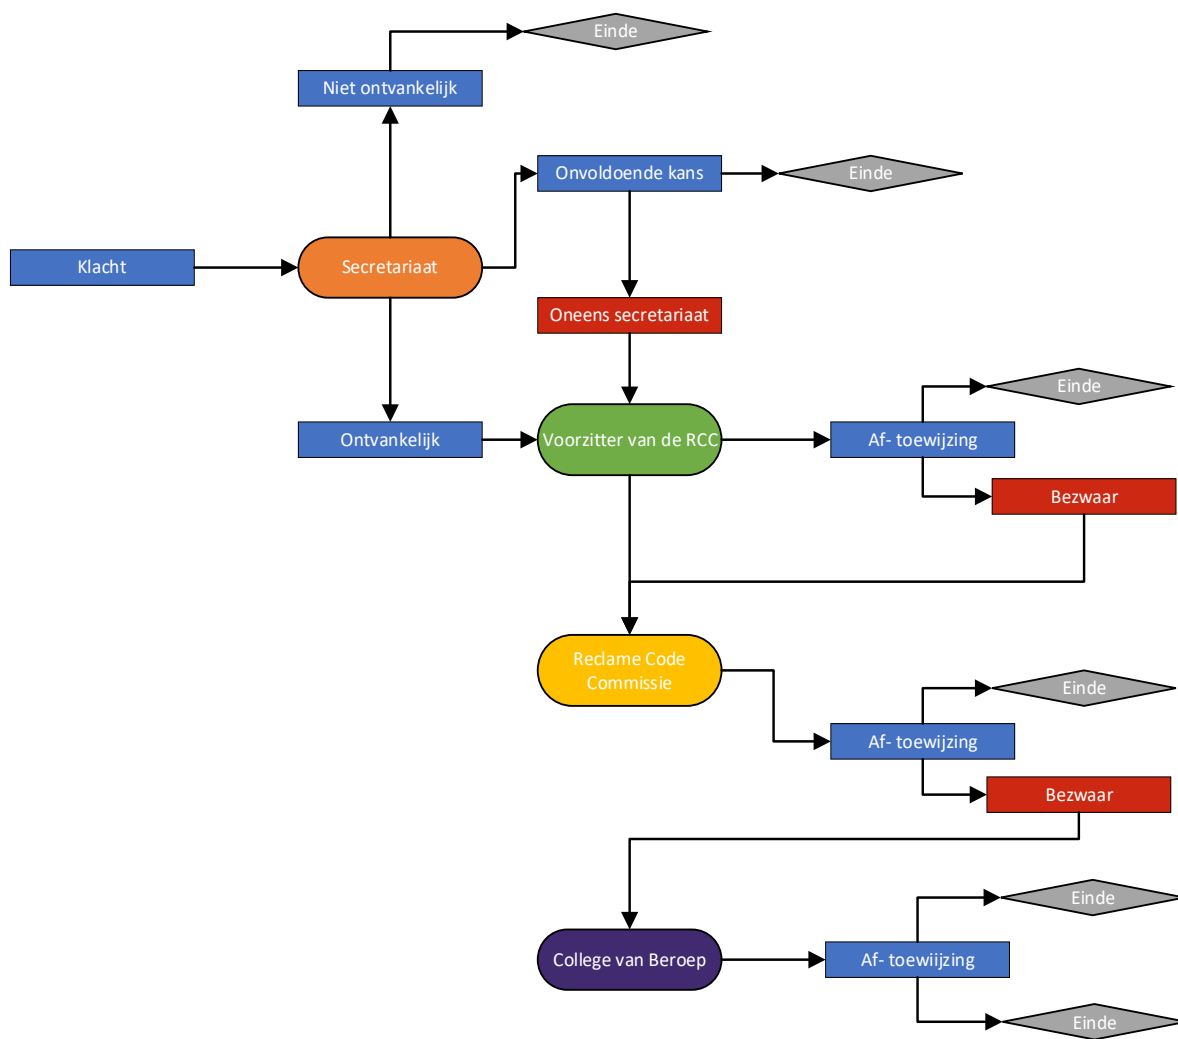 Einde
Niet ontvankelijk
Onvoldoende kans
Einde
Klacht
Secretariaat
Oneens secretariaat
Einde
Ontvankelijk
Voorzitter van de RCC
Af- toewijzing
Bezwaar
Reclame Code
Commissie
Einde
Af- toewijzing
Bezwaar
Einde
College van Beroep
Af- toewiijzing
Einde